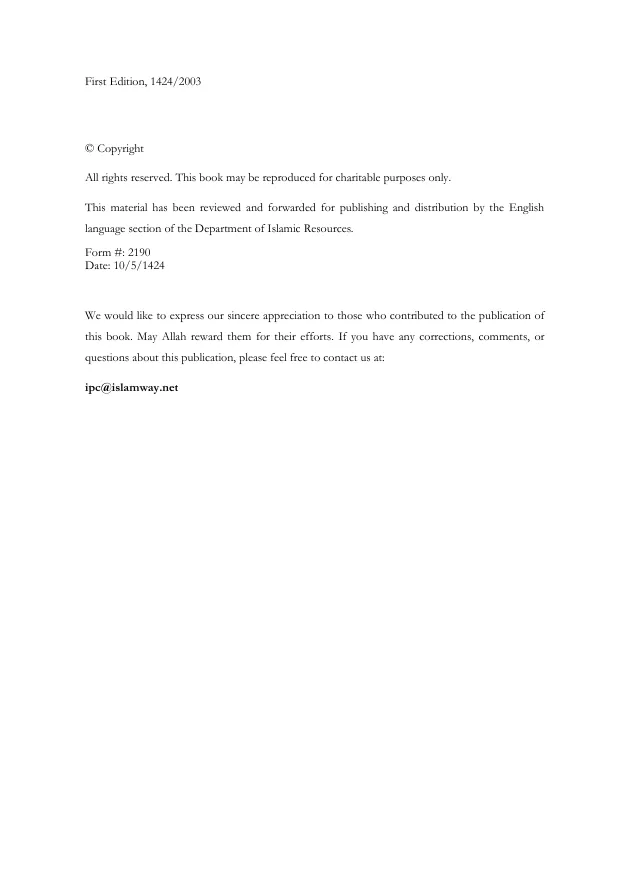 First Edition, 1424/2003
© Copyright
All rights reserved. This book may be reproduced for charitable purposes only.
This material has been reviewed and forwarded for publishing and distribution by the English
language section of the Department of Islamic Resources.
Form #: 2190
Date: 10/5/1424
We would like to express our sincere appreciation to those who contributed to the publication of
this book. May Allah reward them for their efforts. If you have any corrections, comments, or
questions about this publication, please feel free to contact us at:
ipc@islamway.net